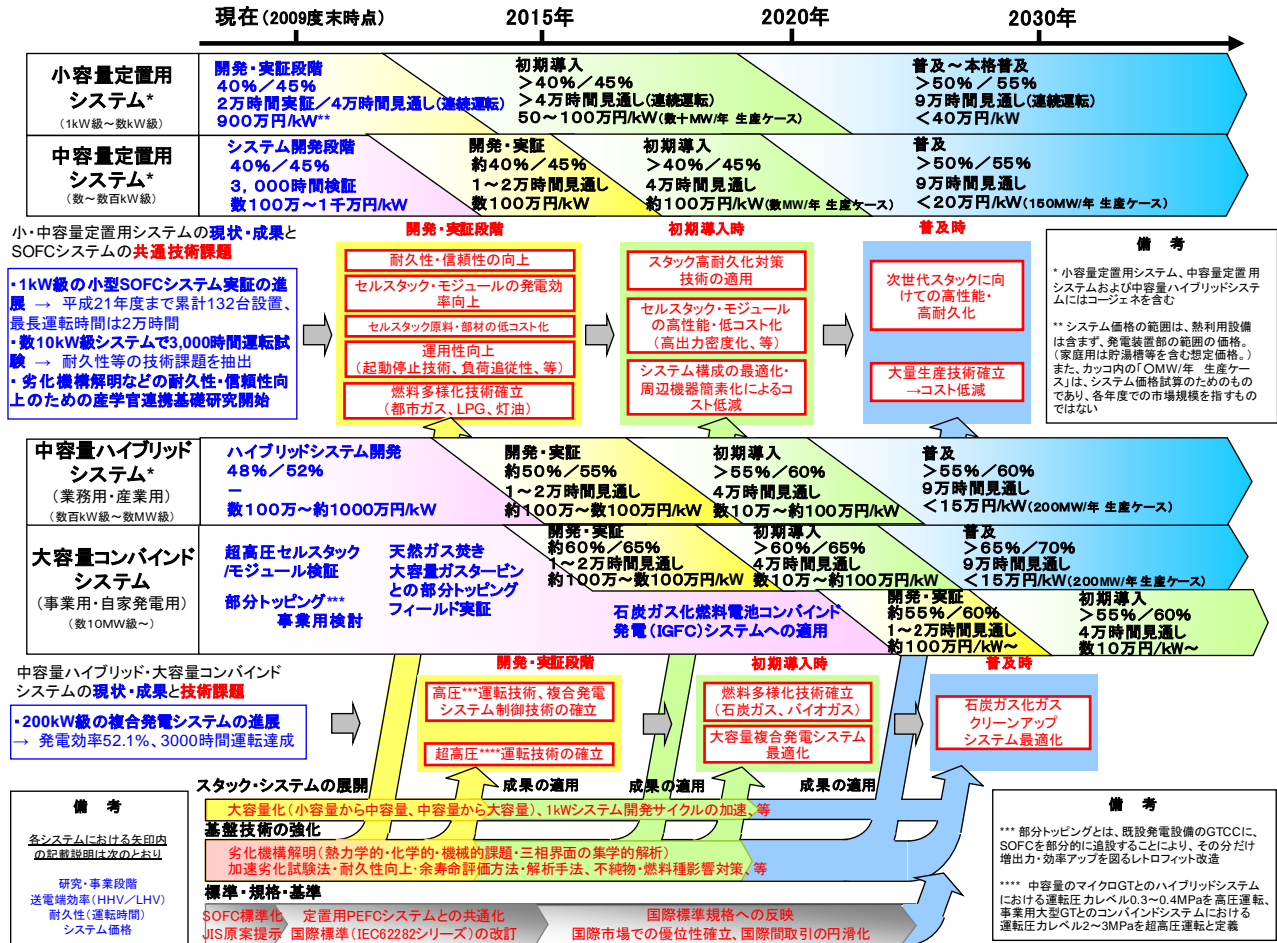 現在(2009度末時点)
2015年
2020年
2030年
小容量定置用
システム*
(1kW級～数kW級)
開発・実証段階
40%/45%
2万時間実証/4万時間見通し(連続運転)
900万円/kW**
初期導入
＞40%/45%
＞4万時間見通し(連続運転)
50～100万円/kW(数十MW/年 生産ケース)
普及～本格普及
＞50%/55%
9万時間見通し(連続運転)
＜40万円/kW
中容量定置用
システム*
(数～数百kW級)
システム開発段階
40%/45%
3，000時間検証
数100万～1千万円/kW
開発・実証
約40%/45%
1～2万時間見通し
数100万円/kW
初期導入
＞40%/45%
4万時間見通し
約100万円/kW(数MW/年 生産ケース)
普及
＞50%/55%
9万時間見通し
＜20万円/kW(150MW/年 生産ケース)
小・中容量定置用システムの現状・成果と
SOFCシステムの共通技術課題
・1kW級の小型SOFCシステム実証の進
展 → 平成21年度まで累計132台設置、
最長運転時間は2万時間
・数10kW級システムで3,000時間運転試
験 → 耐久性等の技術課題を抽出
・劣化機構解明などの耐久性・信頼性向
上のための産学官連携基礎研究開始
開発・実証段階
耐久性・信頼性の向上
セルスタック・モジュールの発電効
率向上
セルスタック原料・部材の低コスト化
運用性向上
(起動停止技術、負荷追従性、等)
燃料多様化技術確立
(都市ガス、LPG、灯油)
初期導入時
スタック高耐久化対策
技術の適用
セルスタック・モジュール
の高性能・低コスト化
(高出力密度化、等)
システム構成の最適化・
周辺機器簡素化によるコ
スト低減
普及時
次世代スタックに向
けての高性能・
高耐久化
大量生産技術確立
→コスト低減
備 考
* 小容量定置用システム、中容量定置用
システムおよび中容量ハイブリッドシステ
ムにはコージェネを含む
** システム価格の範囲は、熱利用設備
は含まず、発電装置部の範囲の価格。
(家庭用は貯湯槽等を含む想定価格。)
また、カッコ内の「OMW/年 生産ケー
ス」は、システム価格試算のためのもの
であり、各年度での市場規模を指すもの
ではない
中容量ハイブリッド
システム*
(業務用・産業用)
(数百kW級～数MW級)
ハイブリッドシステム開発
48%/52%
－
数100万～約1000万円/kW
開発・実証
約50%/55%
1～2万時間見通し
約100万～数100万円/kW
初期導入
＞55%/60%
4万時間見通し
数10万～約100万円/kW
普及
＞55%/60%
9万時間見通し
＜15万円/kW(200MW/年 生産ケース)
大容量コンバインド
システム
(事業用・自家発電用)
(数10MW級～)
超高圧セルスタック
/モジュール検証
部分トッピング***
事業用検討
天然ガス焚き
大容量ガスタービン
との部分トッピング
フィールド実証
開発・実証
約60%/65%
1～2万時間見通し
約100万～数100万円/kW
初期導入
＞60%/65%
4万時間見通し
数10万～約100万円/kW
普及
＞65%/70%
9万時間見通し
＜15万円/kW(200MW/年 生産ケース)
石炭ガス化燃料電池コンバインド
発電(IGFC)システムへの適用
開発・実証
約55%/60%
1～2万時間見通し
約100万円/kW～
初期導入
＞55%/60%
4万時間見通し
数10万円/kW～
中容量ハイブリッド・大容量コンバインド
システムの現状・成果と技術課題
・200kW級の複合発電システムの進展
→ 発電効率52.1%、3000時間運転達成
開発・実証段階
高圧***運転技術、複合発電
システム制御技術の確立
超高圧****運転技術の確立
初期導入時
燃料多様化技術確立
(石炭ガス、バイオガス)
大容量複合発電システム
最適化
普及時
石炭ガス化ガス
クリーンアップ
システム最適化
スタック・システムの展開
成果の適用
成果の適用
成果の適用
大容量化(小容量から中容量、中容量から大容量)、1kWシステム開発サイクルの加速、等
基盤技術の強化
劣化機構解明(熱力学的・化学的・機械的課題・三相界面の集学的解析)
加速劣化試験法・耐久性向上・余寿命評価方法・解析手法、不純物・燃料種影響対策、等
標準・規格・基準
SOFC標準化
JIS原案提示
定置用PEFCシステムとの共通化
国際標準(IEC62282シリーズ)の改訂
国際標準規格への反映
国際市場での優位性確立、国際間取引の円滑化
備 考
各システムにおける矢印内
の記載説明は次のとおり
研究・事業段階
送電端効率(HHV/LHV)
耐久性(運転時間)
システム価格
備 考
*** 部分トッピングとは、既設発電設備のGTCCに、
SOFCを部分的に追設することにより、その分だけ
増出力・効率アップを図るレトロフィット改造
**** 中容量のマイクロGTとのハイブリッドシステム
における運転圧力レベル0.3～0.4MPaを高圧運転、
事業用大型GTとのコンバインドシステムにおける
運転圧力レベル2～3MPaを超高圧運転と定義